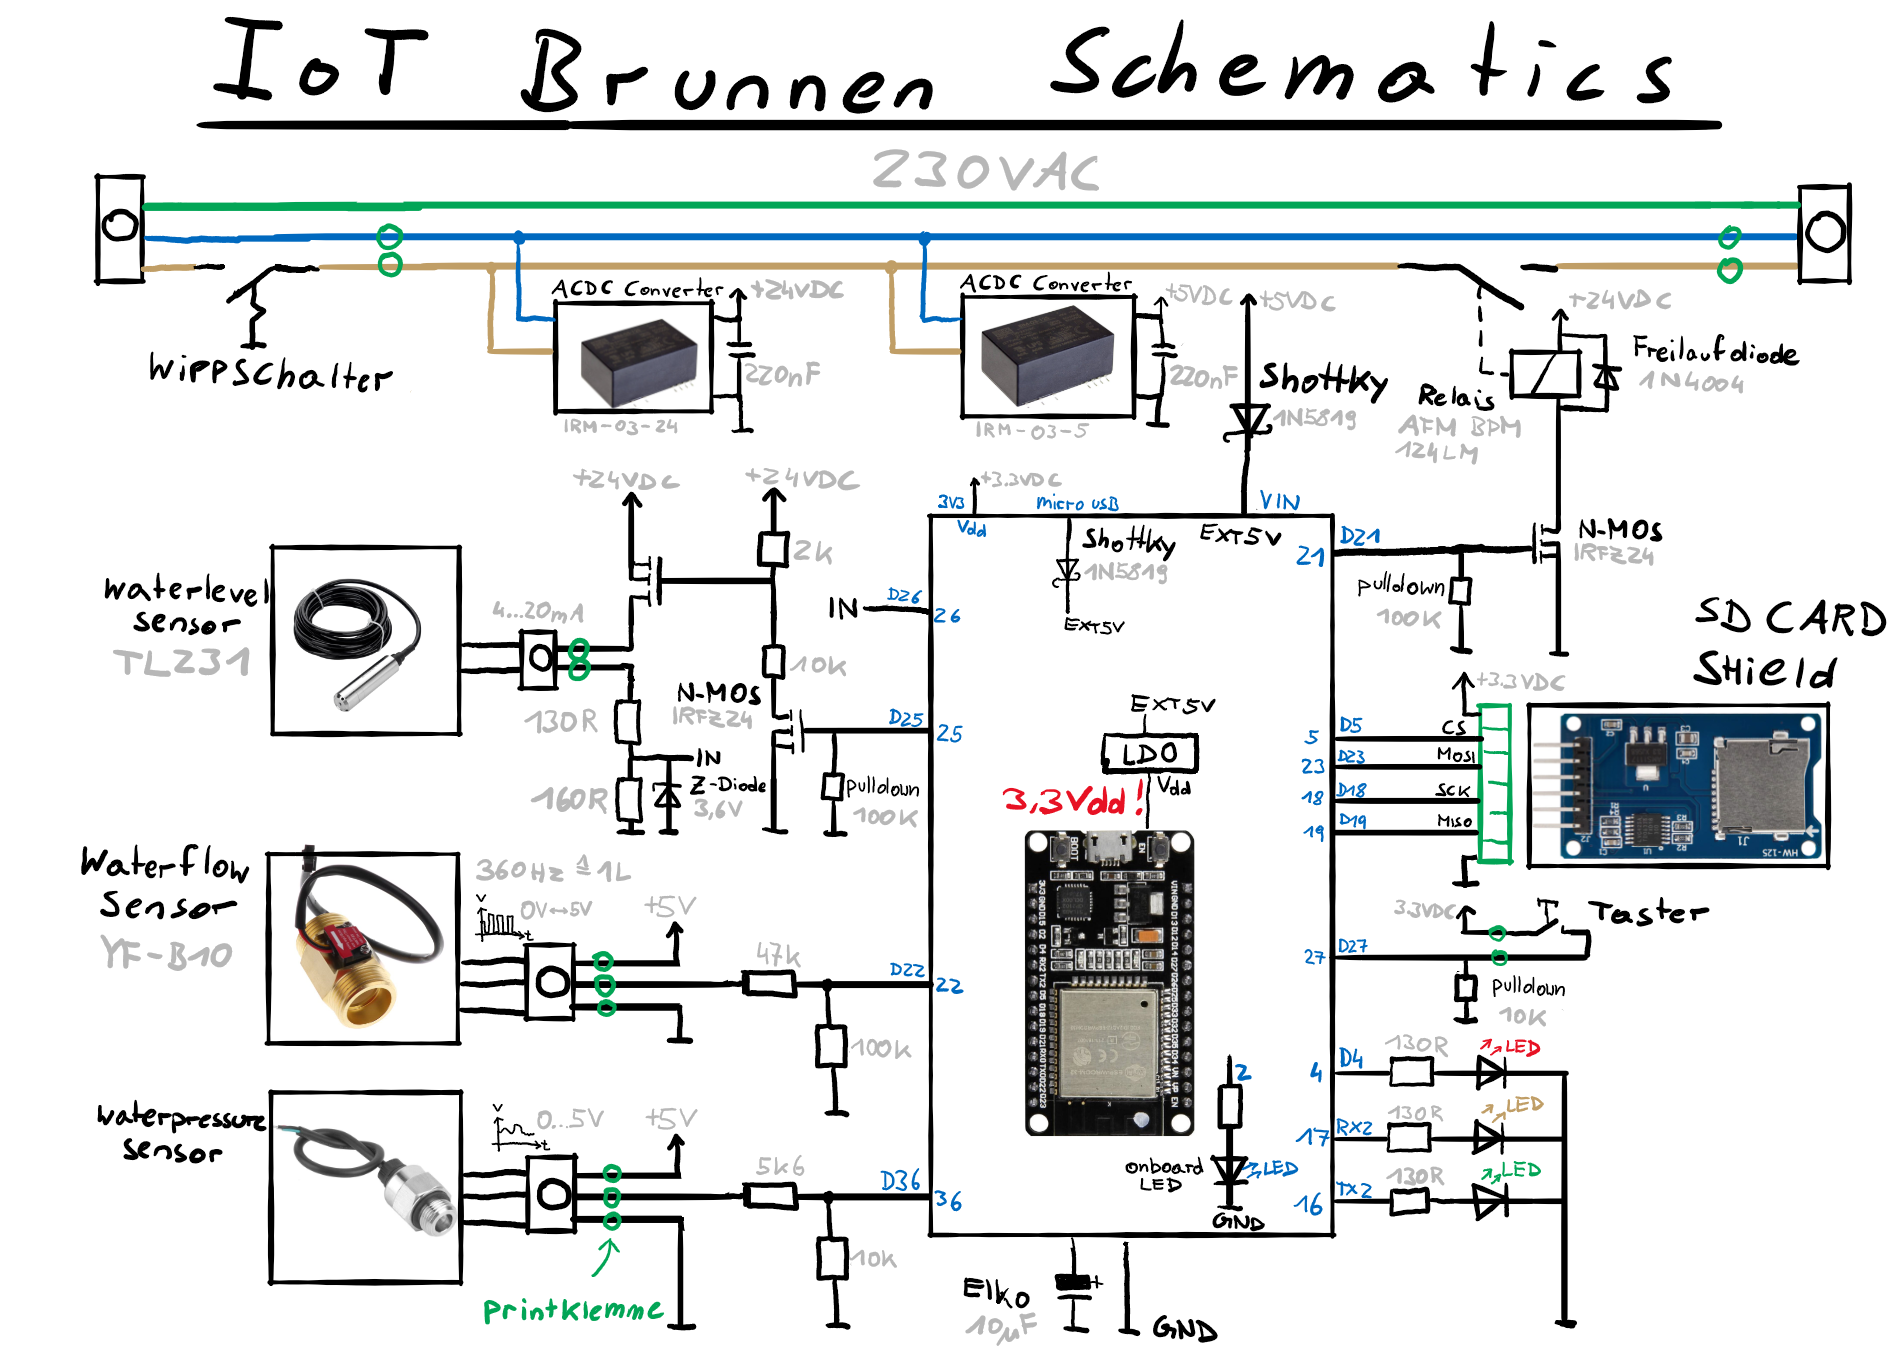 IoT Brunnen Schematics
230VAC
Wippschalter
ACDC Converter
+24VDC
220nF
IRM-03-24
ACDC Converter
+5VDC
220nF
IRM-03-5
+5VDC
Shottky
1N5819
+24VDC
Freilaufdiode
1N4004
Relais
AFM BDM
124LM
+24VDC
+24VDC
2K
10K
N-MOS
IRFZ24
Waterlevel
sensor
TL231
4...20mA
130R
160R
IN
Z-Diode
3,6V
pulldown
100K
+3.3VDC
3V3
Vdd
micro usB
Shottky
1N5819
EXT5V
VIN
EXT5V
IN
D26
26
D25
25
D21
21
N-MOS
IRFZ24
pulldown
100K
SD CARD
SHield
+3.3VDC
D5
5
CS
D23
23
MOSI
D18
18
SCK
D19
19
MISO
J2
J1
HW-125
EXT5V
LDO
Vdd
3,3Vdd!
BOOT
EN
Waterflow
Sensor
YF-B10
360Hz ≙ 1L
V
0V↔5V
t
+5V
47K
D22
22
100K
3.3VDC
Taster
D27
27
pulldown
10K
Waterpressure
sensor
V
0...5V
t
+5V
5K6
D36
36
10K
Printklemme
2
onboard
LED
LED
GND
D4
4
130R
LED
RX2
17
130R
LED
TX2
16
130R
LED
Elko
10µF
GND